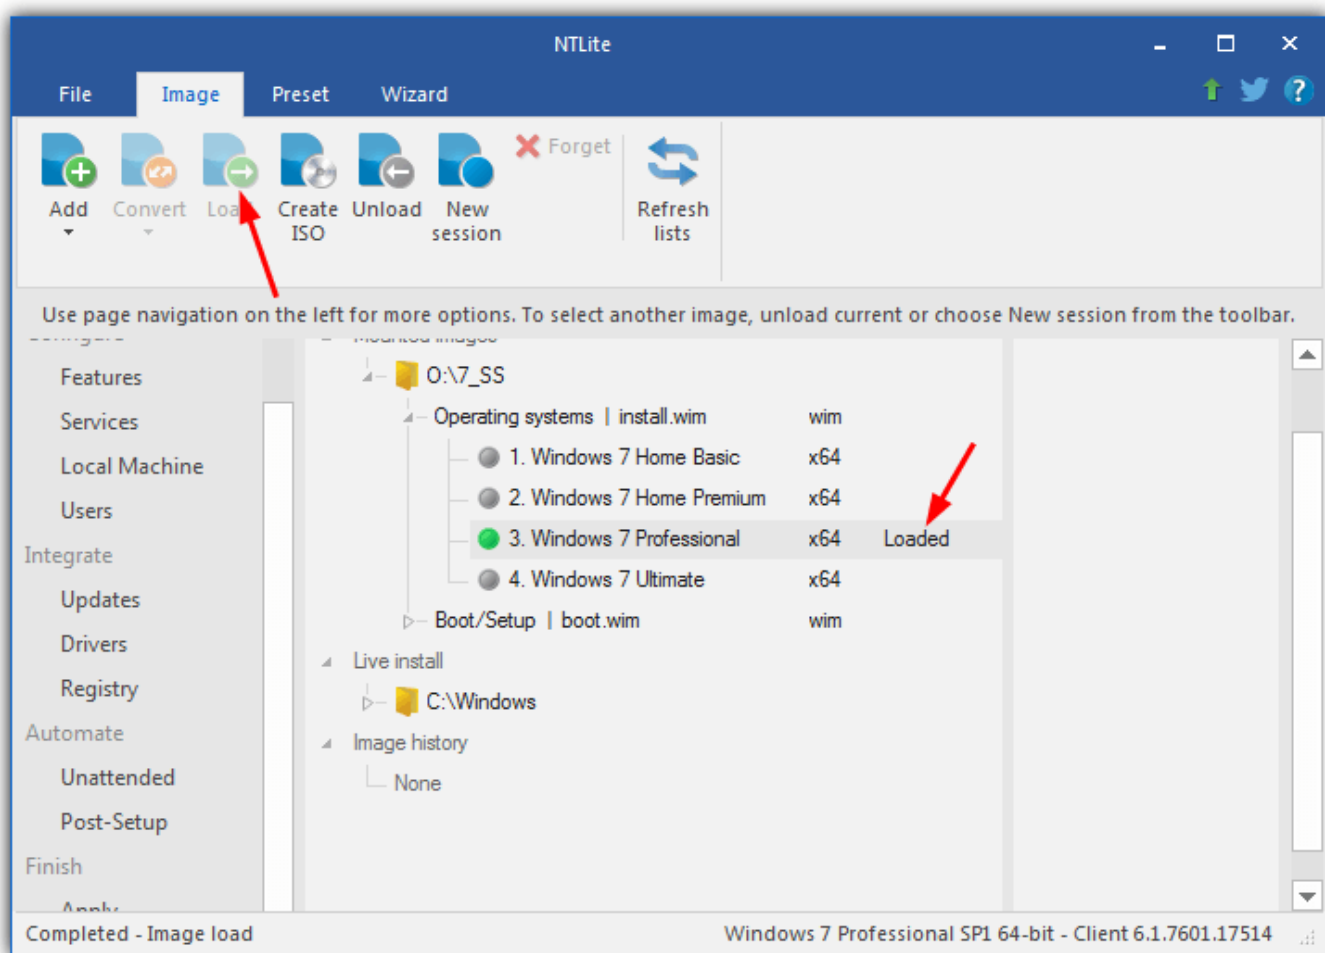 NTLite
File Image Preset Wizard
Forget
Add Convert Create Unload New Refresh
ISO session lists
Use page navigation on the left for more options. To select another image, unload current or choose New session from the toolbar.
Configure
Mounted images
Features
O:\7_SS
Services
Operating systems | install.wim wim
Local Machine
1. Windows 7 Home Basic x64
Users
2. Windows 7 Home Premium x64
Integrate
3. Windows 7 Professional x64 Loaded
Updates
4. Windows 7 Ultimate x64
Drivers
Boot/Setup | boot.wim wim
Registry
Live install
C:\Windows
Automate
Image history
Unattended
None
Post-Setup
Finish
Apply
Completed - Image load
Windows 7 Professional SP1 64-bit - Client 6.1.7601.17514